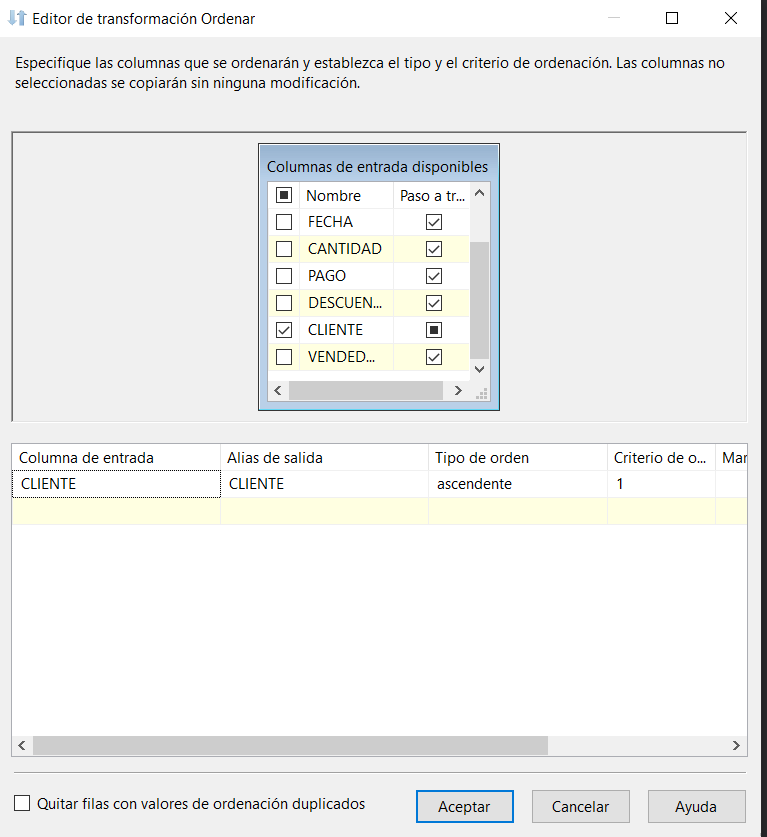 Editor de transformación Ordenar
Especifique las columnas que se ordenarán y establezca el tipo y el criterio de ordenación. Las columnas no
seleccionadas se copiarán sin ninguna modificación.
Columnas de entrada disponibles
Nombre Paso a tr...
FECHA
CANTIDAD
PAGO
DESCUEN...
CLIENTE
VENDED...
Columna de entrada Alias de salida Tipo de orden Criterio de o... Mar
CLIENTE CLIENTE ascendente 1
Quitar filas con valores de ordenación duplicados
Aceptar Cancelar Ayuda